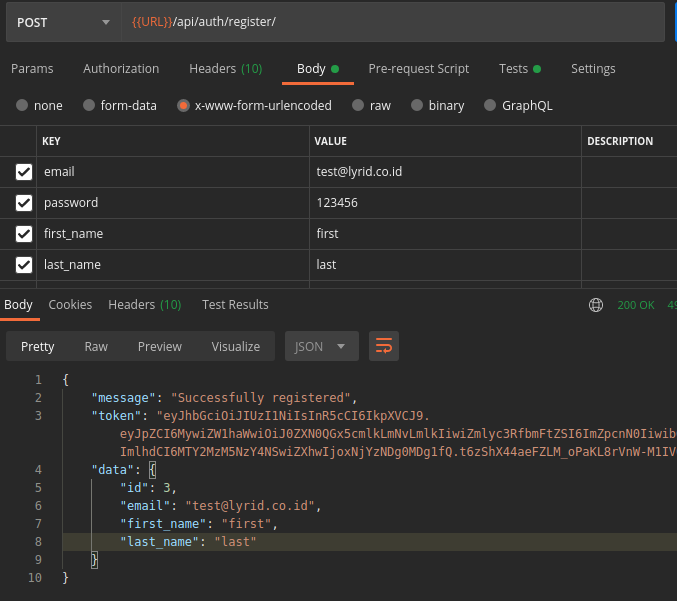 POST {{URL}}/api/auth/register/
Params Authorization Headers (10) Body Pre-request Script Tests Settings
none form-data x-www-form-urlencoded raw binary GraphQL
KEY VALUE DESCRIPTION
email test@lyrid.co.id
password 123456
first_name first
last_name last
Body Cookies Headers (10) Test Results 200 OK
Pretty Raw Preview Visualize JSON
1 {
2 "message": "Successfully registered",
3 "token": "eyJhbGciOiJIUzI1NiIsInR5cCI6IkpXVCJ9.
eyJpZCI6MywiZW1haWwiOiJ0ZXN0QGx5cmlkLmNvLmlkIiwiZmlyc3RfbmFtZSI6ImZpcnN0Iiwib
ImlhdCI6MTY2MzM5NzY4NSwiZXhwIjoxNjYzNDg0MDg1fQ.t6zShX44aeFZLM_oPaKL8rVnW-M1IV
4 "data": {
5 "id": 3,
6 "email": "test@lyrid.co.id",
7 "first_name": "first",
8 "last_name": "last"
9 }
10 }